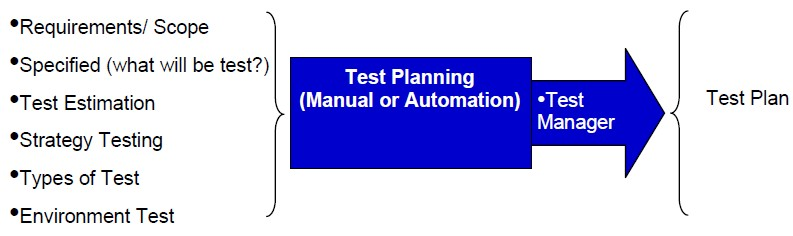 •Requirements/ Scope
•Specified (what will be test?)
•Test Estimation
•Strategy Testing
•Types of Test
•Environment Test
Test Planning
(Manual or Automation)
•Test
Manager
Test Plan